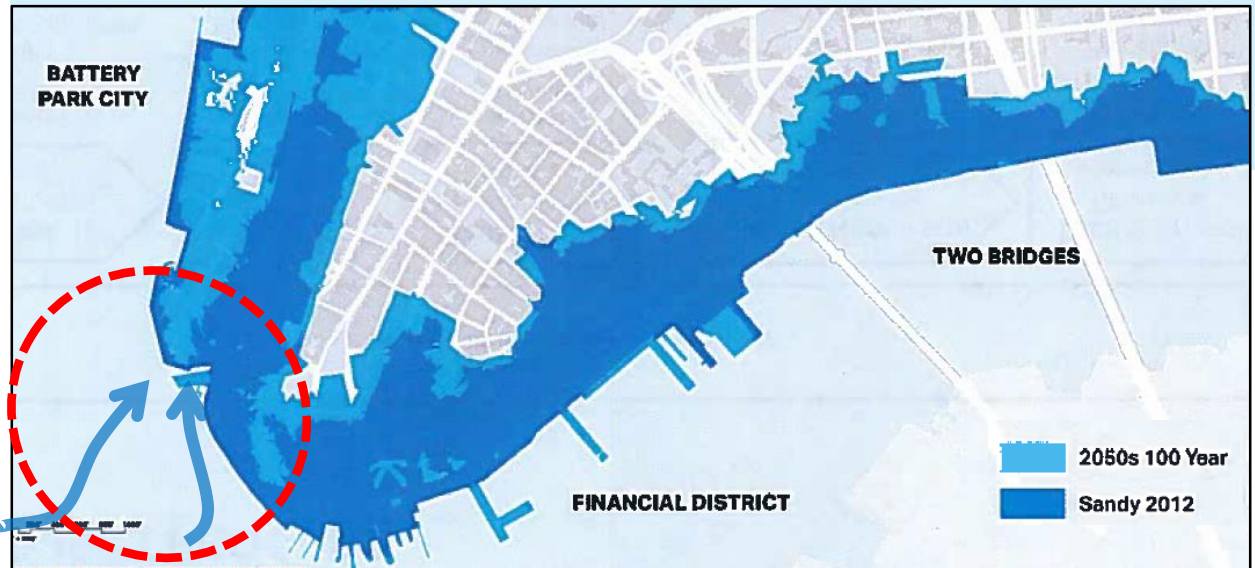 BATTERY
PARK CITY
TWO BRIDGES
FINANCIAL DISTRICT
2050s 100 Year
Sandy 2012